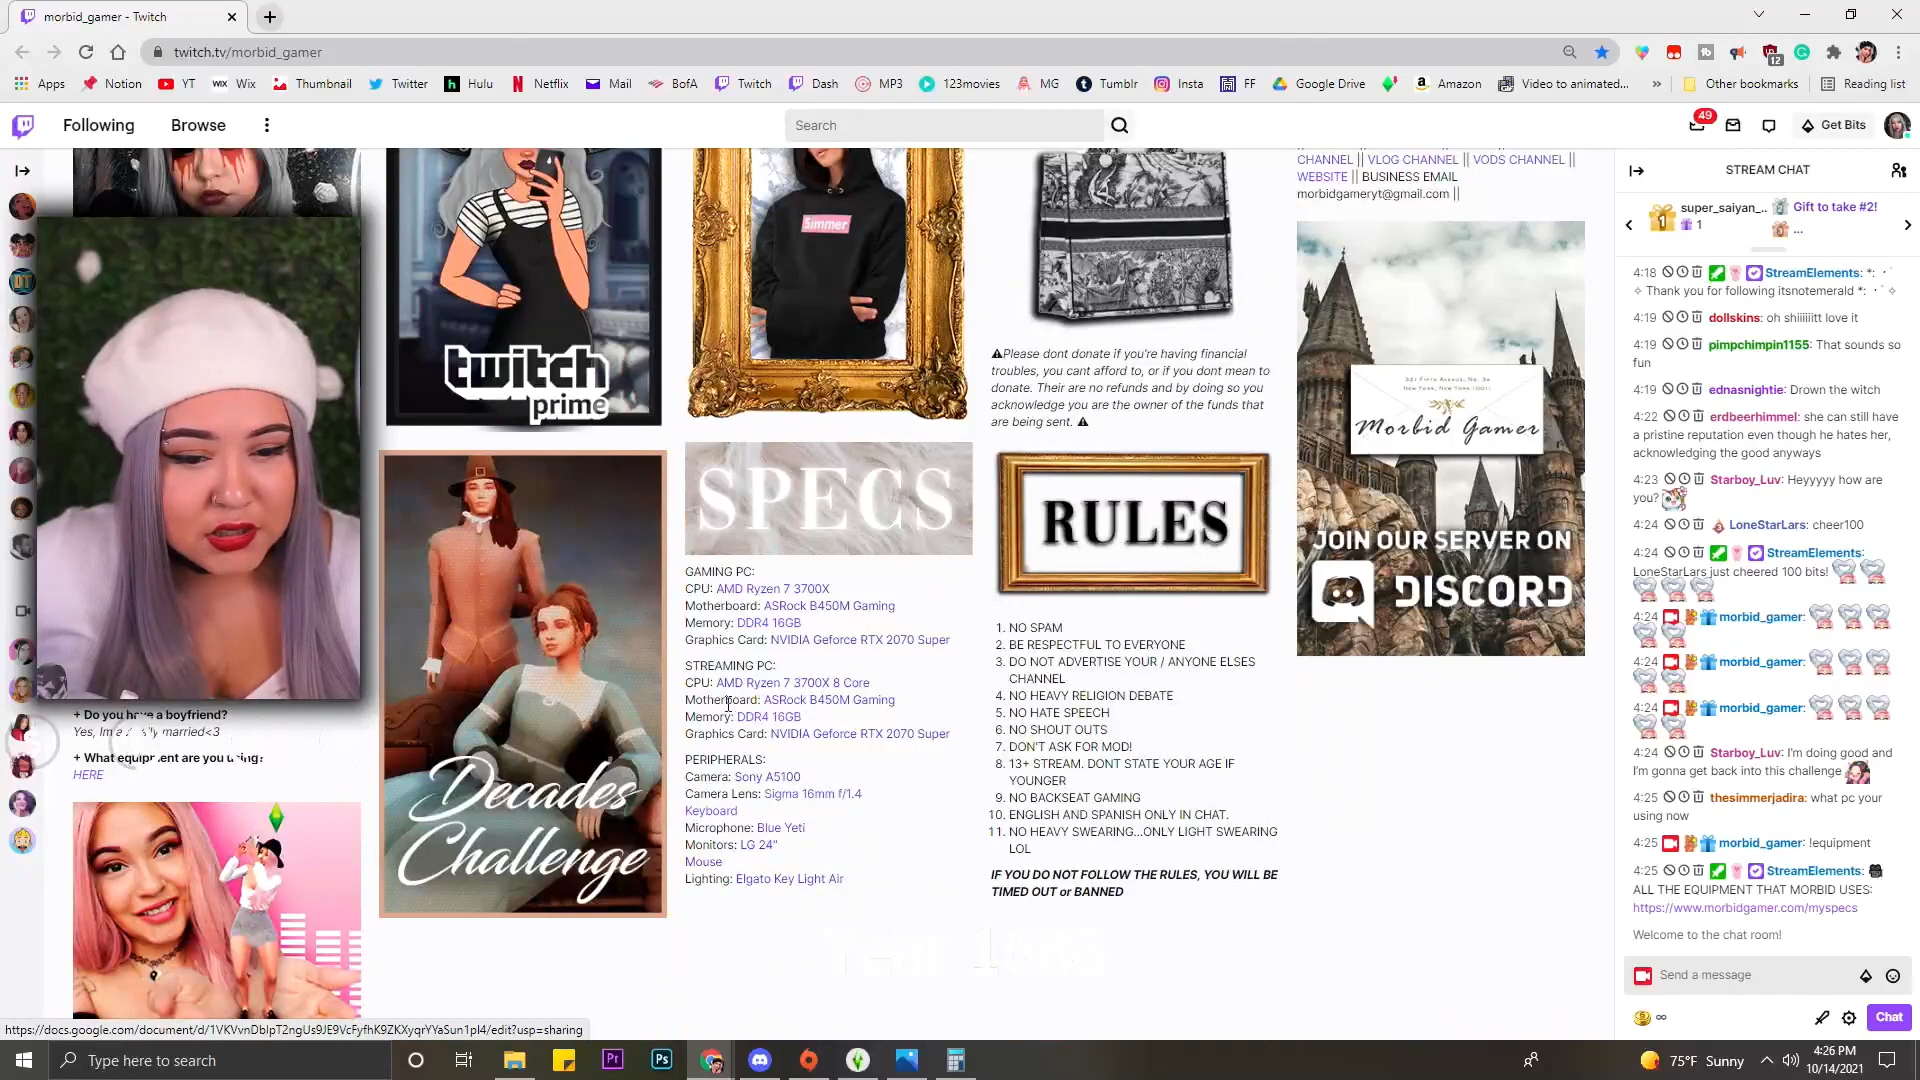 morbid_gamer - Twitch
twitch.tv/morbid_gamer
Apps Notion YT WiX Wix Thumbnail Twitter Hulu Netflix Mail BofA Twitch Dash MP3 123movies MG Tumblr Insta FF Google Drive Amazon Video to animated... » Other bookmarks Reading list
12
Following Browse Search 49 Get Bits
+ Do you have a boyfriend?
+ What equipment are you using?
HERE
twitch
prime
Decades
Challenge
Simmer
SPECS
GAMING PC:
CPU: AMD Ryzen 7 3700X
Motherboard: ASRock B450M Gaming
Memory: DDR4 16GB
Graphics Card: NVIDIA Geforce RTX 2070 Super
STREAMING PC:
CPU: AMD Ryzen 7 3700X 8 Core
Motherboard: ASRock B450M Gaming
Memory: DDR4 16GB
Graphics Card: NVIDIA Geforce RTX 2070 Super
PERIPHERALS:
Camera: Sony A5100
Camera Lens: Sigma 16mm f/1.4
Keyboard
Microphone: Blue Yeti
Monitors: LG 24"
Mouse
Lighting: Elgato Key Light Air
⚠Please dont donate if you're having financial
troubles, you cant afford to, or if you dont mean to
donate. Their are no refunds and by doing so you
acknowledge you are the owner of the funds that
are being sent. ⚠
RULES
1. NO SPAM
2. BE RESPECTFUL TO EVERYONE
3. DO NOT ADVERTISE YOUR / ANYONE ELSES
CHANNEL
4. NO HEAVY RELIGION DEBATE
5. NO HATE SPEECH
6. NO SHOUT OUTS
7. DON'T ASK FOR MOD!
8. 13+ STREAM. DONT STATE YOUR AGE IF
YOUNGER
9. NO BACKSEAT GAMING
10. ENGLISH AND SPANISH ONLY IN CHAT.
11. NO HEAVY SWEARING...ONLY LIGHT SWEARING
LOL
IF YOU DO NOT FOLLOW THE RULES, YOU WILL BE
TIMED OUT or BANNED
CHANNEL || VLOG CHANNEL || VODS CHANNEL ||
WEBSITE || BUSINESS EMAIL
morbidgameryt@gmail.com ||
Morbid Gamer
JOIN OUR SERVER ON
DISCORD
STREAM CHAT
super_saiyan_..
1
1
Gift to take #2!
...
4:18 StreamElements: *: ･ﾟ
✧ Thank you for following itsnotemerald *: ･ﾟ✧
4:19 dollskins: oh shiiiiiitt love it
4:19 pimpchimpin1155: That sounds so
fun
4:19 ednasnightie: Drown the witch
4:22 erdbeerhimmel: she can still have
a pristine reputation even though he hates her,
acknowledging the good anyways
4:23 Starboy_Luv: Heyyyyy how are
you?
4:24 LoneStarLars: cheer100
4:24 StreamElements:
LoneStarLars just cheered 100 bits!
4:24 morbid_gamer:
4:24 morbid_gamer:
4:24 morbid_gamer:
4:24 Starboy_Luv: I'm doing good and
I'm gonna get back into this challenge
4:25 thesimmerjadira: what pc your
using now
4:25 morbid_gamer: !equipment
4:25 StreamElements:
ALL THE EQUIPMENT THAT MORBID USES:
https://www.morbidgamer.com/myspecs
Welcome to the chat room!
Send a message
∞ Chat
Type here to search Pr Ps 75°F Sunny
4:26 PM
10/14/2021